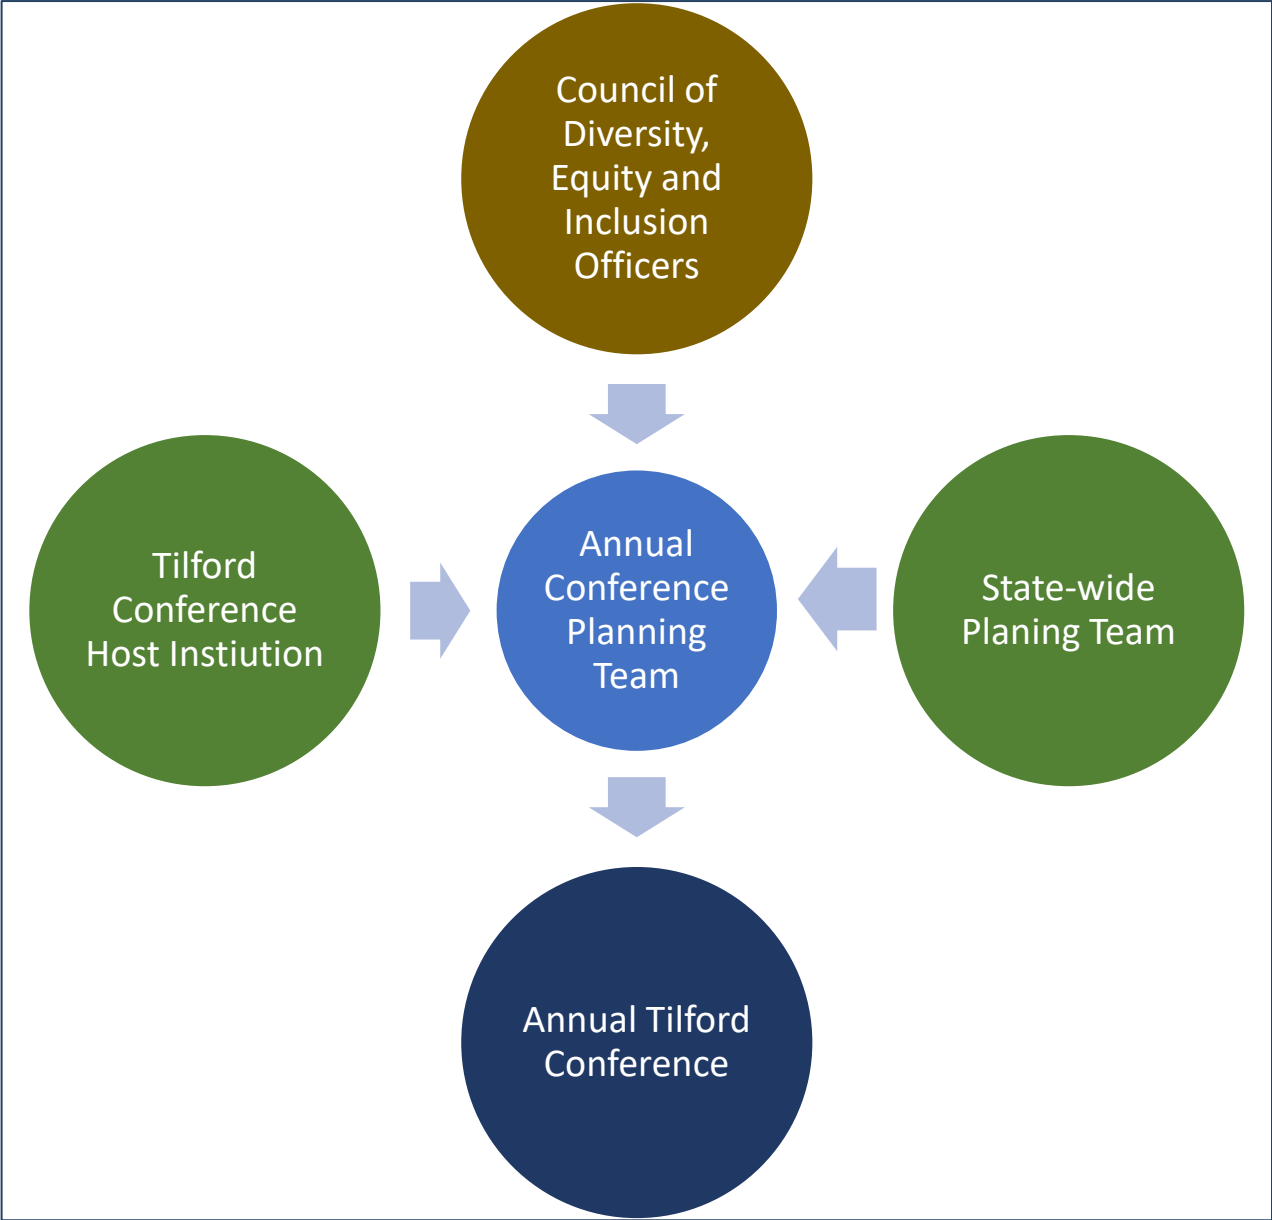 Council of
Diversity,
Equity and
Inclusion
Officers
Tilford
Conference
Host Instiution
Annual
Conference
Planning
Team
State-wide
Planing Team
Annual Tilford
Conference